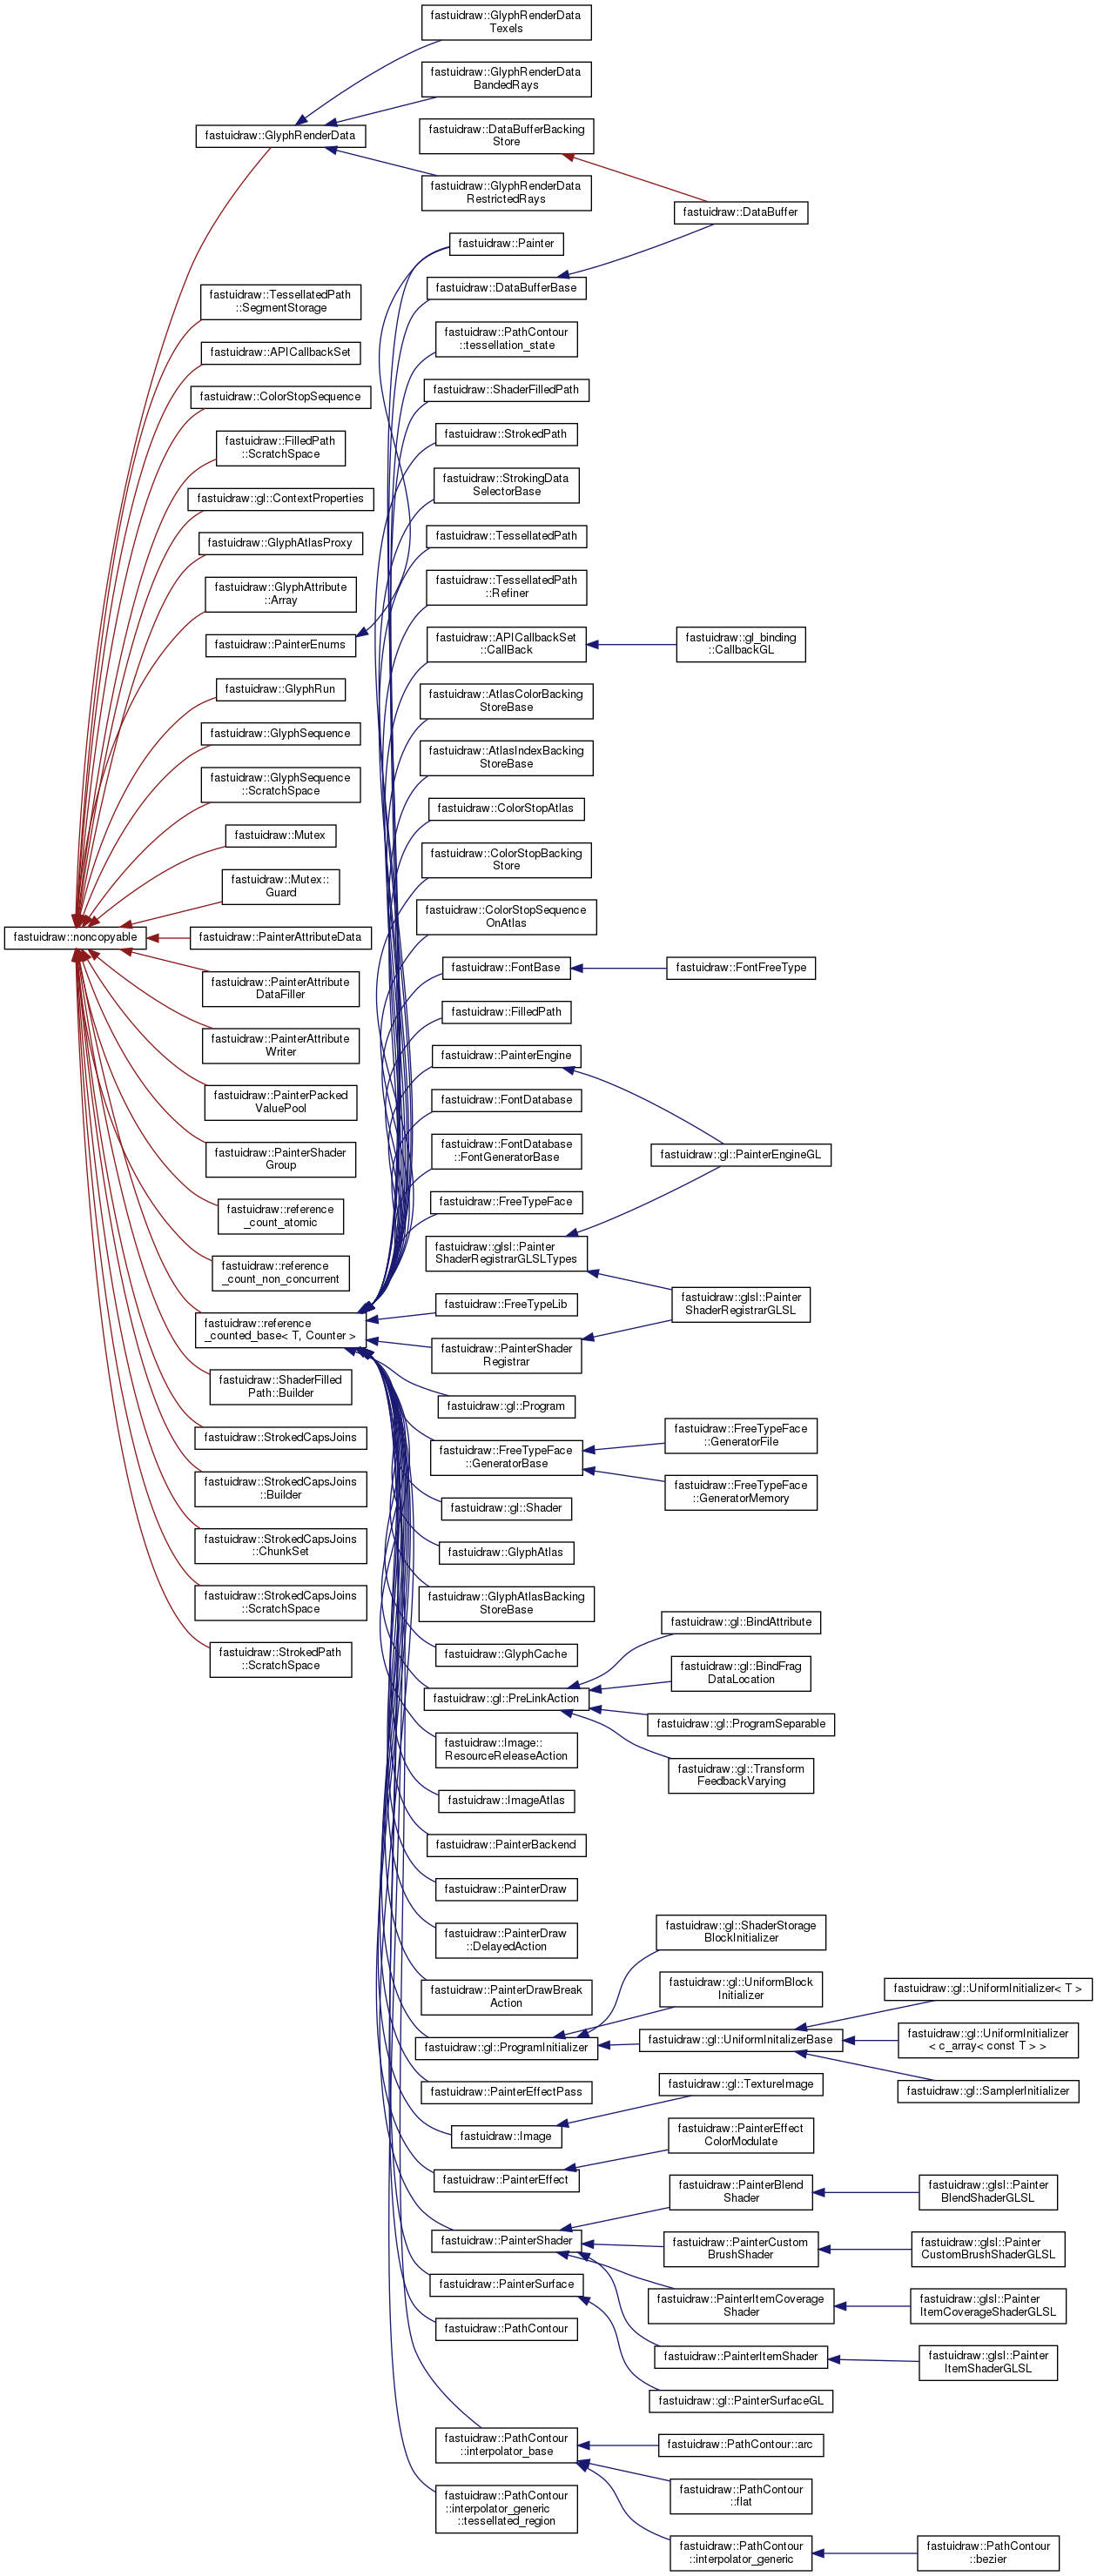 fastuidraw::GlyphRenderData
Texels
fastuidraw::GlyphRenderData
BandedRays
fastuidraw::GlyphRenderData
fastuidraw::DataBufferBacking
Store
fastuidraw::GlyphRenderData
RestrictedRays
fastuidraw::DataBuffer
fastuidraw::Painter
fastuidraw::DataBufferBase
fastuidraw::TessellatedPath
::SegmentStorage
fastuidraw::PathContour
::tessellation_state
fastuidraw::APICallbackSet
fastuidraw::ShaderFilledPath
fastuidraw::ColorStopSequence
fastuidraw::StrokedPath
fastuidraw::FilledPath
::ScratchSpace
fastuidraw::StrokingData
SelectorBase
fastuidraw::gl::ContextProperties
fastuidraw::TessellatedPath
fastuidraw::GlyphAtlasProxy
fastuidraw::TessellatedPath
::Refiner
fastuidraw::GlyphAttribute
::Array
fastuidraw::PainterEnums
fastuidraw::APICallbackSet
::CallBack
fastuidraw::gl_binding
::CallbackGL
fastuidraw::GlyphRun
fastuidraw::AtlasColorBacking
StoreBase
fastuidraw::GlyphSequence
fastuidraw::AtlasIndexBacking
StoreBase
fastuidraw::GlyphSequence
::ScratchSpace
fastuidraw::ColorStopAtlas
fastuidraw::Mutex
fastuidraw::ColorStopBacking
Store
fastuidraw::Mutex::
Guard
fastuidraw::ColorStopSequence
OnAtlas
fastuidraw::noncopyable
fastuidraw::PainterAttributeData
fastuidraw::FontBase
fastuidraw::FontFreeType
fastuidraw::PainterAttribute
DataFiller
fastuidraw::FilledPath
fastuidraw::PainterAttribute
Writer
fastuidraw::PainterEngine
fastuidraw::PainterPacked
ValuePool
fastuidraw::FontDatabase
fastuidraw::PainterShader
Group
fastuidraw::FontDatabase
::FontGeneratorBase
fastuidraw::gl::PainterEngineGL
fastuidraw::reference
_count_atomic
fastuidraw::FreeTypeFace
fastuidraw::glsl::Painter
ShaderRegistrarGLSLTypes
fastuidraw::reference
_count_non_concurrent
fastuidraw::FreeTypeLib
fastuidraw::glsl::Painter
ShaderRegistrarGLSL
fastuidraw::reference
_counted_base< T, Counter >
fastuidraw::PainterShader
Registrar
fastuidraw::ShaderFilled
Path::Builder
fastuidraw::gl::Program
fastuidraw::StrokedCapsJoins
fastuidraw::FreeTypeFace
::GeneratorBase
fastuidraw::FreeTypeFace
::GeneratorFile
fastuidraw::StrokedCapsJoins
::Builder
fastuidraw::FreeTypeFace
::GeneratorMemory
fastuidraw::gl::Shader
fastuidraw::StrokedCapsJoins
::ChunkSet
fastuidraw::GlyphAtlas
fastuidraw::StrokedCapsJoins
::ScratchSpace
fastuidraw::GlyphAtlasBacking
StoreBase
fastuidraw::StrokedPath
::ScratchSpace
fastuidraw::GlyphCache
fastuidraw::gl::BindAttribute
fastuidraw::gl::BindFrag
DataLocation
fastuidraw::gl::PreLinkAction
fastuidraw::gl::ProgramSeparable
fastuidraw::Image::
ResourceReleaseAction
fastuidraw::gl::Transform
FeedbackVarying
fastuidraw::ImageAtlas
fastuidraw::PainterBackend
fastuidraw::PainterDraw
fastuidraw::PainterDraw
::DelayedAction
fastuidraw::gl::ShaderStorage
BlockInitializer
fastuidraw::PainterDrawBreak
Action
fastuidraw::gl::UniformBlock
Initializer
fastuidraw::gl::UniformInitializer< T >
fastuidraw::gl::ProgramInitializer
fastuidraw::gl::UniformInitalizerBase
fastuidraw::gl::UniformInitializer
< c_array< const T > >
fastuidraw::PainterEffectPass
fastuidraw::gl::TextureImage
fastuidraw::gl::SamplerInitializer
fastuidraw::Image
fastuidraw::PainterEffect
ColorModulate
fastuidraw::PainterEffect
fastuidraw::PainterBlend
Shader
fastuidraw::glsl::Painter
BlendShaderGLSL
fastuidraw::PainterShader
fastuidraw::PainterCustom
BrushShader
fastuidraw::glsl::Painter
CustomBrushShaderGLSL
fastuidraw::PainterSurface
fastuidraw::PainterItemCoverage
Shader
fastuidraw::glsl::Painter
ItemCoverageShaderGLSL
fastuidraw::PathContour
fastuidraw::PainterItemShader
fastuidraw::glsl::Painter
ItemShaderGLSL
fastuidraw::gl::PainterSurfaceGL
fastuidraw::PathContour
::interpolator_base
fastuidraw::PathContour::arc
fastuidraw::PathContour
::interpolator_generic
::tessellated_region
fastuidraw::PathContour
::flat
fastuidraw::PathContour
::interpolator_generic
fastuidraw::PathContour
::bezier